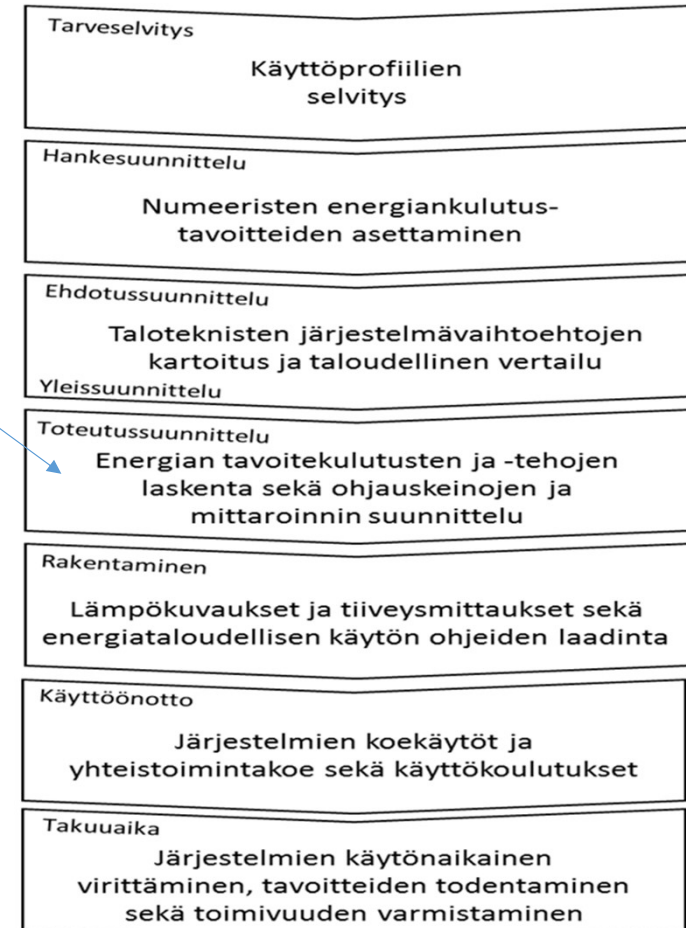 Tarveselvitys
Käyttöprofiilien
selvitys
Hankesuunnittelu
Numeeristen energiankulutus-
tavoitteiden asettaminen
Ehdotussuunnittelu
Taloteknisten järjestelmävaihtoehtojen
kartoitus ja taloudellinen vertailu
Yleissuunnittelu
Toteutussuunnittelu
Energian tavoitekulutusten ja -tehojen
laskenta sekä ohjauskeinojen ja
mittaroinnin suunnittelu
Rakentaminen
Lämpökuvaukset ja tiiveysmittaukset sekä
energiataloudellisen käytön ohjeiden laadinta
Käyttöönotto
Järjestelmien koekäytöt ja
yhteistoimintakoe sekä käyttökoulutukset
Takuuaika
Järjestelmien käytönaikainen
virittäminen, tavoitteiden todentaminen
sekä toimivuuden varmistaminen